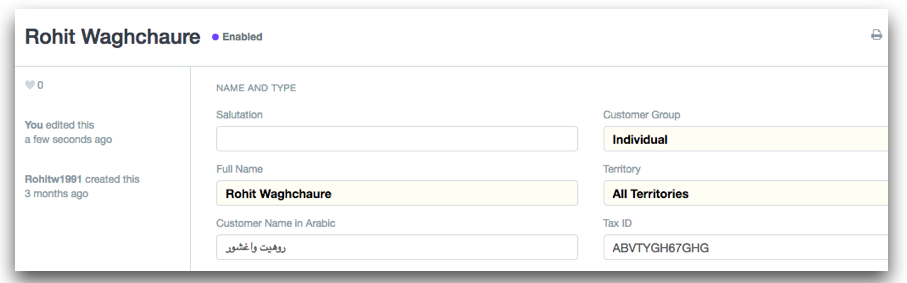 Rohit Waghchaure Enabled
0
You edited this
a few seconds ago
Rohitw1991 created this
3 months ago
NAME AND TYPE
Salutation
Customer Group
Individual
Full Name
Rohit Waghchaure
Territory
All Territories
Customer Name in Arabic
روهيت واغشور
Tax ID
ABVTYGH67GHG